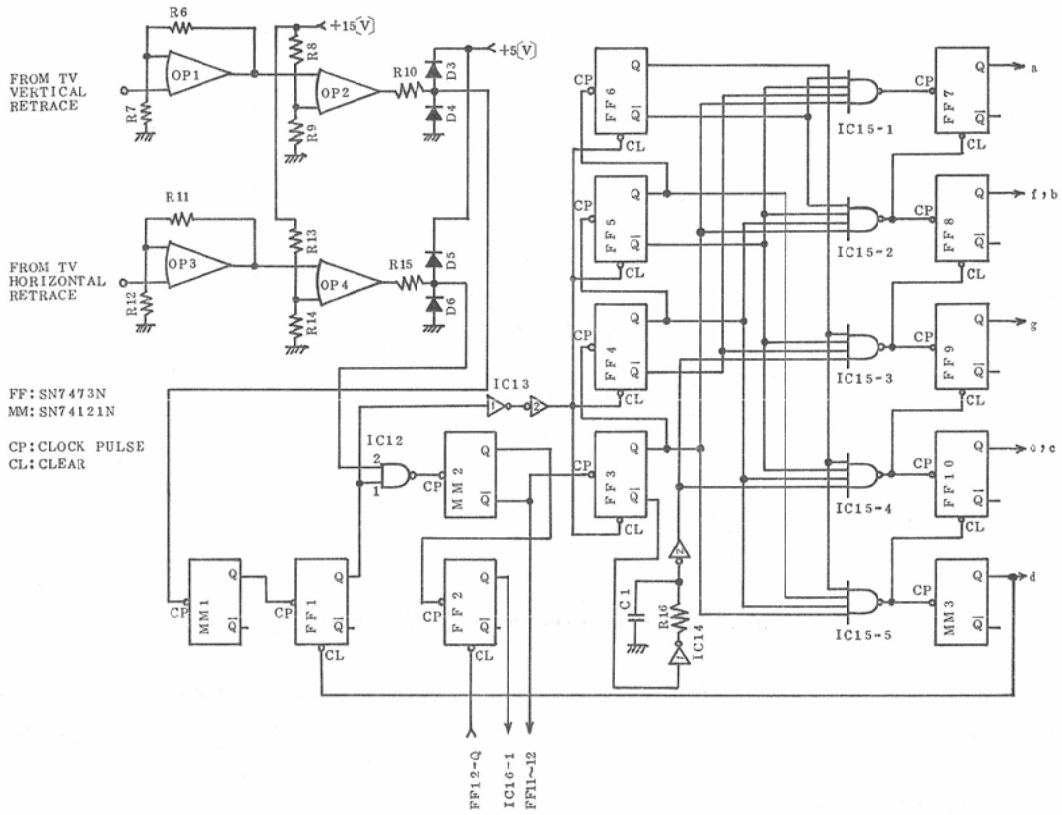 R6
+15[V]
R8
+5[V]
FROM TV
VERTICAL
RETRACE
OP1
R7
OP2
R9
R10
D3
D4
R11
FROM TV
HORIZONTAL
RETRACE
OP3
R12
R13
OP4
R14
R15
D5
D6
FF: SN7473N
MM: SN74121N
CP: CLOCK PULSE
CL: CLEAR
IC13
1
2
IC12
2
1
CP
MM2
Q
Q̅
CP
MM1
Q
Q̅
CP
FF1
Q
Q̅
CL
CP
FF2
Q
Q̅
CL
FF12-Q
IC16-1
FF11~12
CP
FF6
Q
Q̅
CL
CP
FF5
Q
Q̅
CL
CP
FF4
Q
Q̅
CL
CP
FF3
Q
Q̅
CL
C1
R16
2
1
IC14
IC15-1
IC15-2
IC15-3
IC15-4
IC15-5
CP
FF7
Q
Q̅
CL
a
CP
FF8
Q
Q̅
CL
f,b
CP
FF9
Q
Q̅
CL
g
CP
FF10
Q
Q̅
CL
CP
MM3
Q
Q̅
d